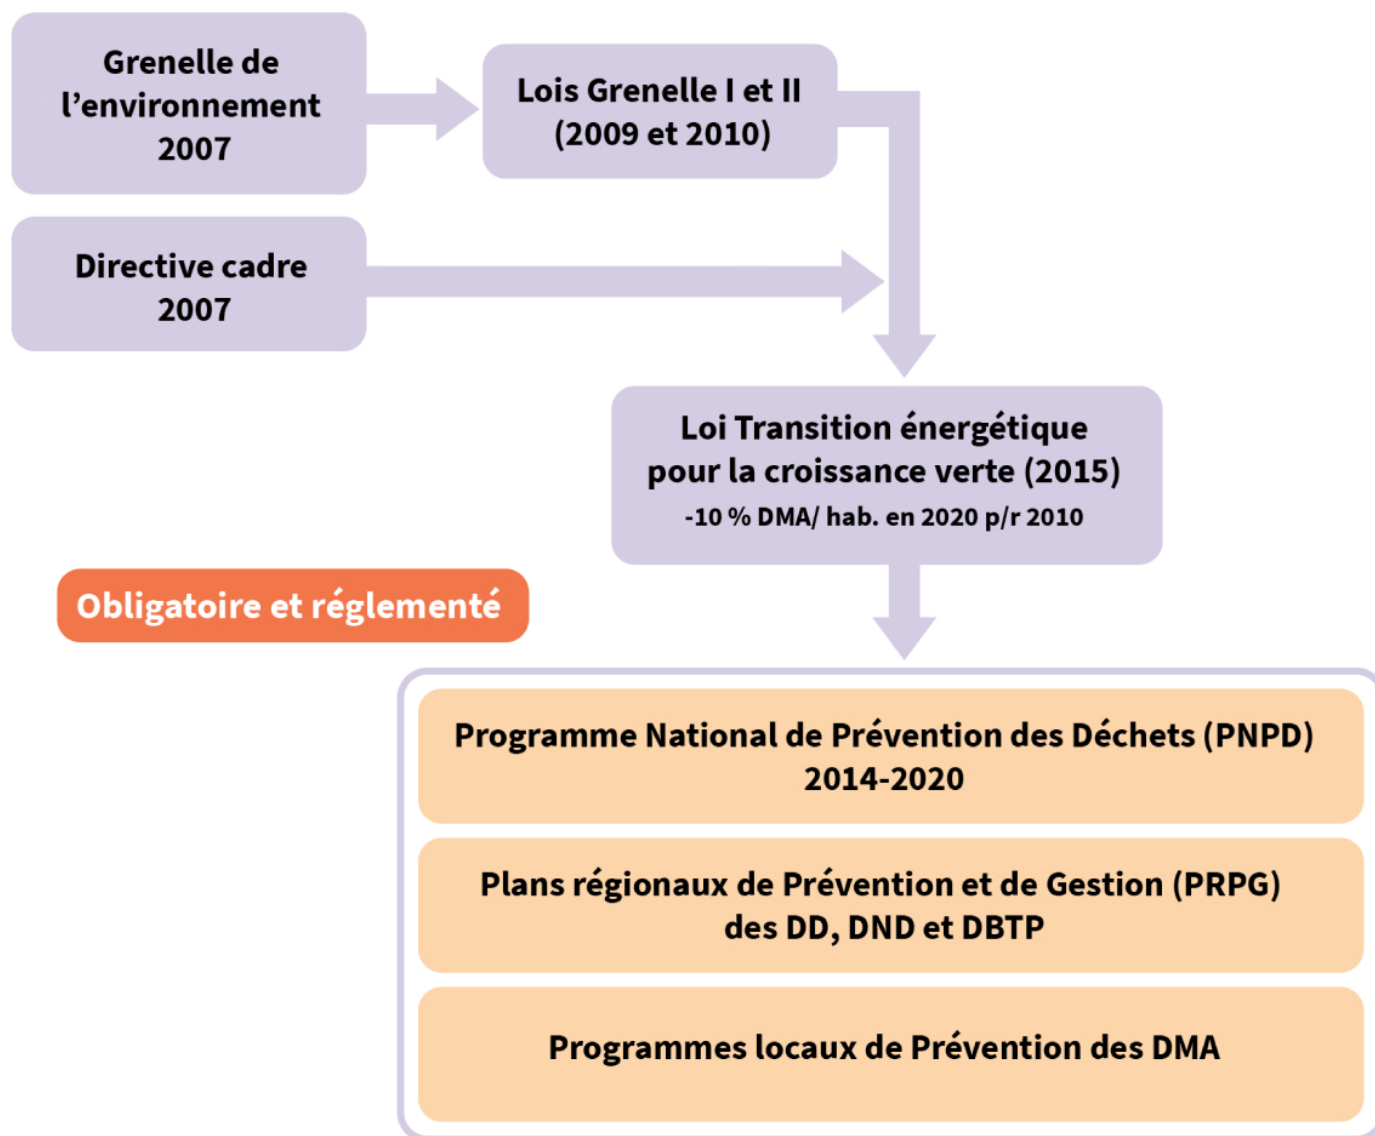 Grenelle de
l’environnement
2007
Lois Grenelle I et II
(2009 et 2010)
Directive cadre
2007
Loi Transition énergétique
pour la croissance verte (2015)
-10 % DMA/ hab. en 2020 p/r 2010
Obligatoire et réglementé
Programme National de Prévention des Déchets (PNPD)
2014-2020
Plans régionaux de Prévention et de Gestion (PRPG)
des DD, DND et DBTP
Programmes locaux de Prévention des DMA